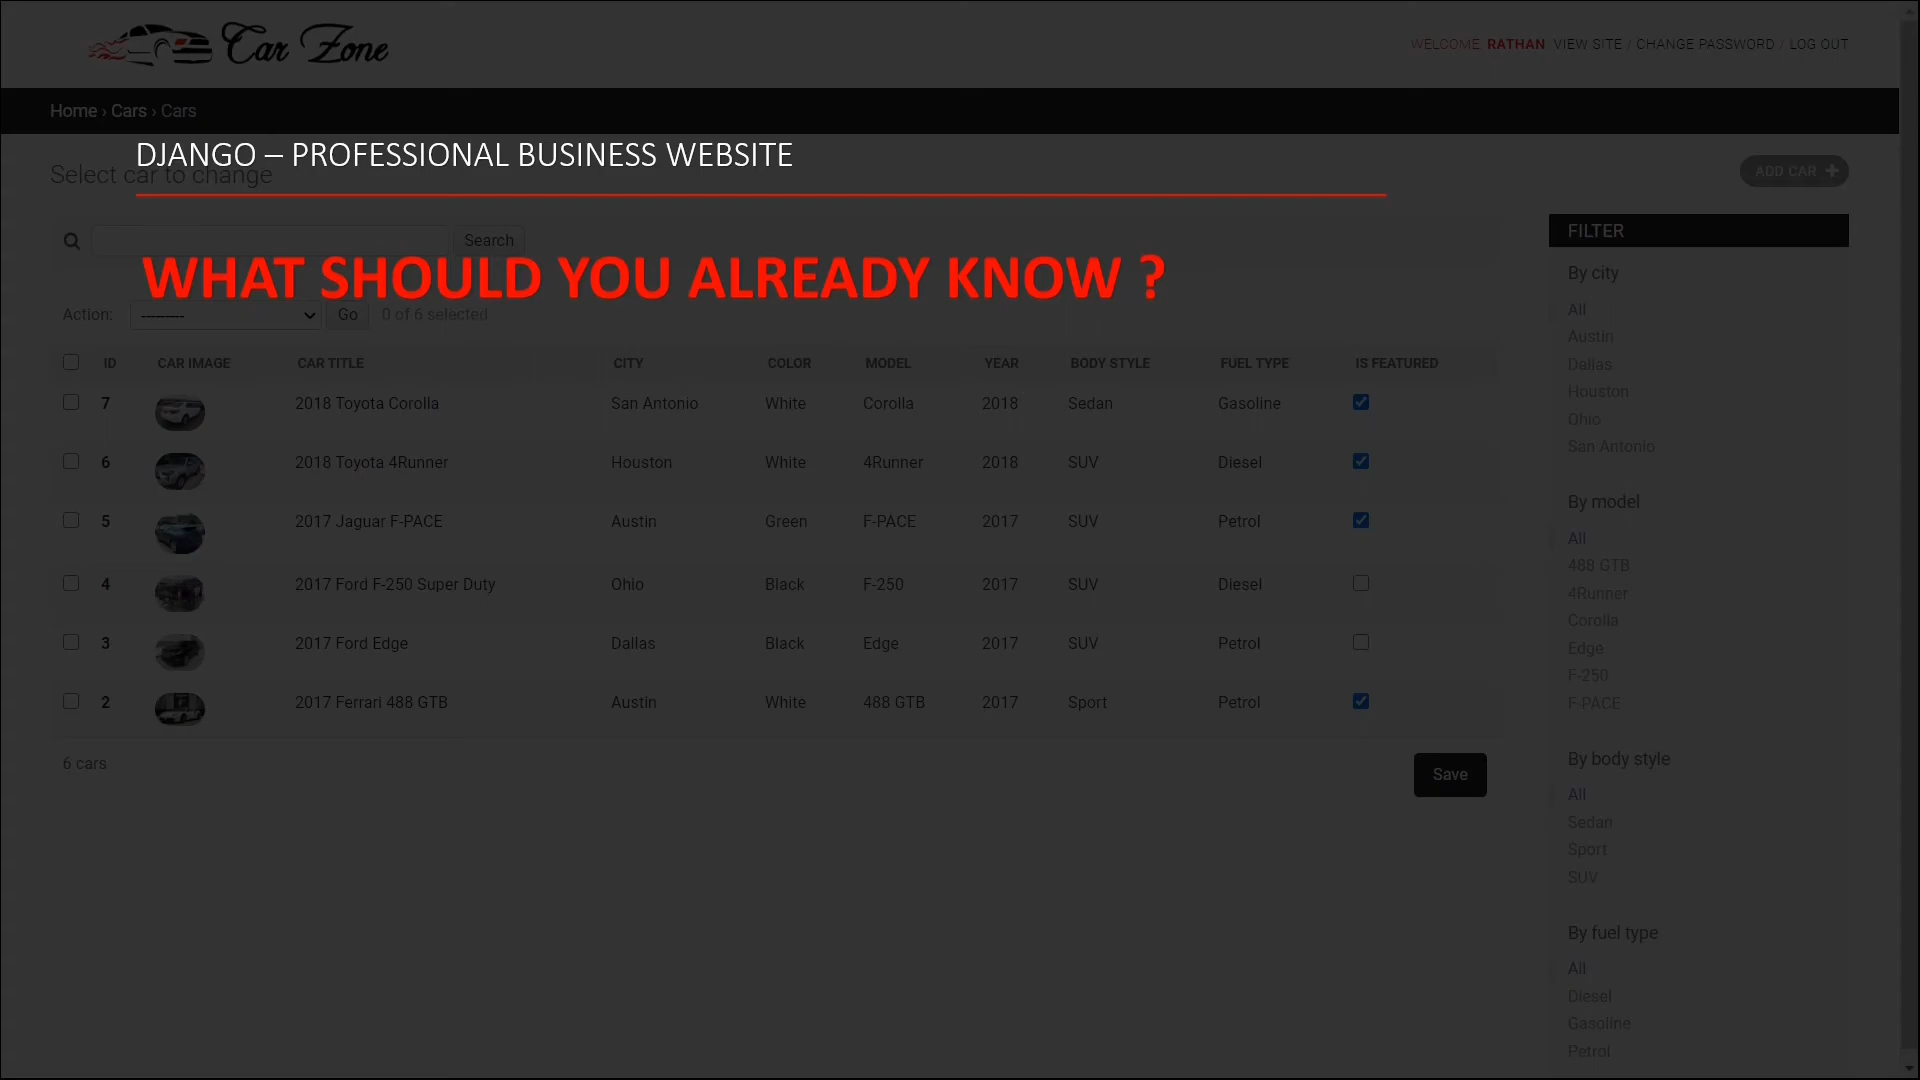 Car Zone
WELCOME, RATHAN. VIEW SITE / CHANGE PASSWORD / LOG OUT
Home › Cars › Cars
DJANGO – PROFESSIONAL BUSINESS WEBSITE
Select car to change
ADD CAR +
Search
WHAT SHOULD YOU ALREADY KNOW ?
Action: --------- Go 0 of 6 selected
ID CAR IMAGE CAR TITLE CITY COLOR MODEL YEAR BODY STYLE FUEL TYPE IS FEATURED
7 2018 Toyota Corolla San Antonio White Corolla 2018 Sedan Gasoline
6 2018 Toyota 4Runner Houston White 4Runner 2018 SUV Diesel
5 2017 Jaguar F-PACE Austin Green F-PACE 2017 SUV Petrol
4 2017 Ford F-250 Super Duty Ohio Black F-250 2017 SUV Diesel
3 2017 Ford Edge Dallas Black Edge 2017 SUV Petrol
2 2017 Ferrari 488 GTB Austin White 488 GTB 2017 Sport Petrol
6 cars
Save
FILTER
By city
All
Austin
Dallas
Houston
Ohio
San Antonio
By model
All
488 GTB
4Runner
Corolla
Edge
F-250
F-PACE
By body style
All
Sedan
Sport
SUV
By fuel type
All
Diesel
Gasoline
Petrol